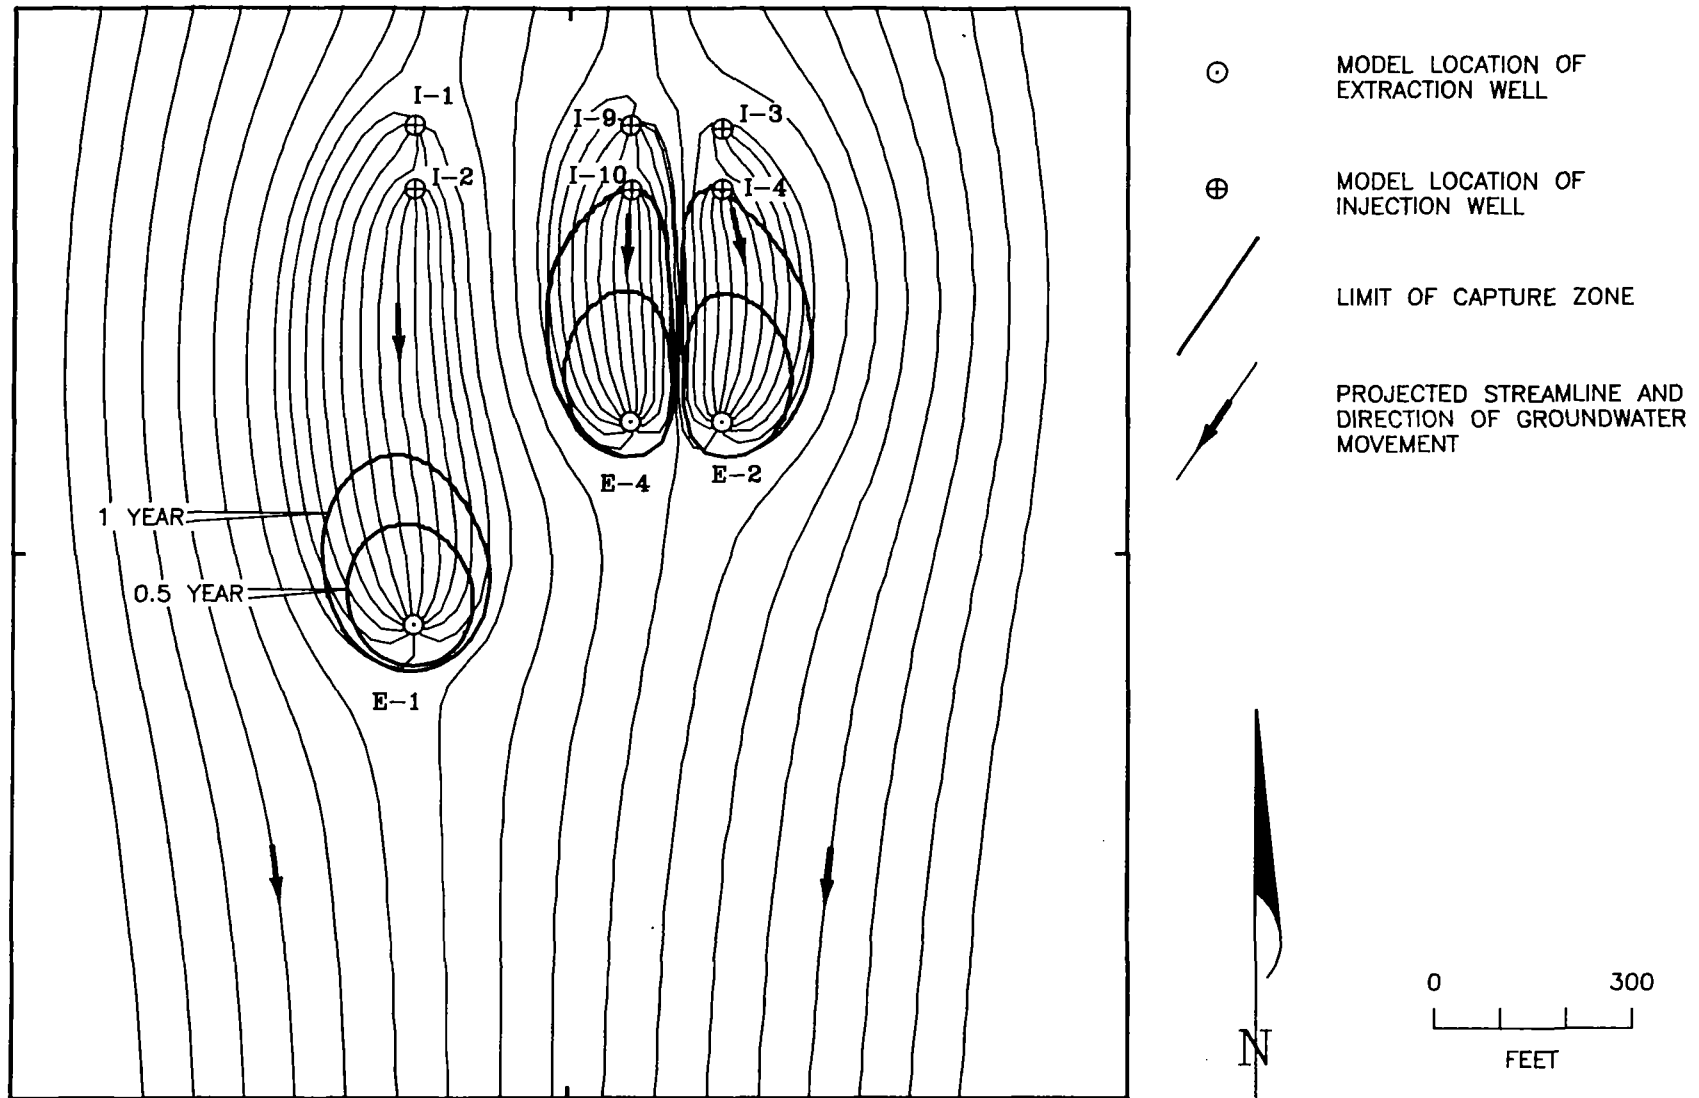 I-1
I-2
I-9
I-3
I-10
I-4
E-4
E-2
1 YEAR
0.5 YEAR
E-1
MODEL LOCATION OF
EXTRACTION WELL
MODEL LOCATION OF
INJECTION WELL
LIMIT OF CAPTURE ZONE
PROJECTED STREAMLINE AND
DIRECTION OF GROUNDWATER
MOVEMENT
N
0 300
FEET